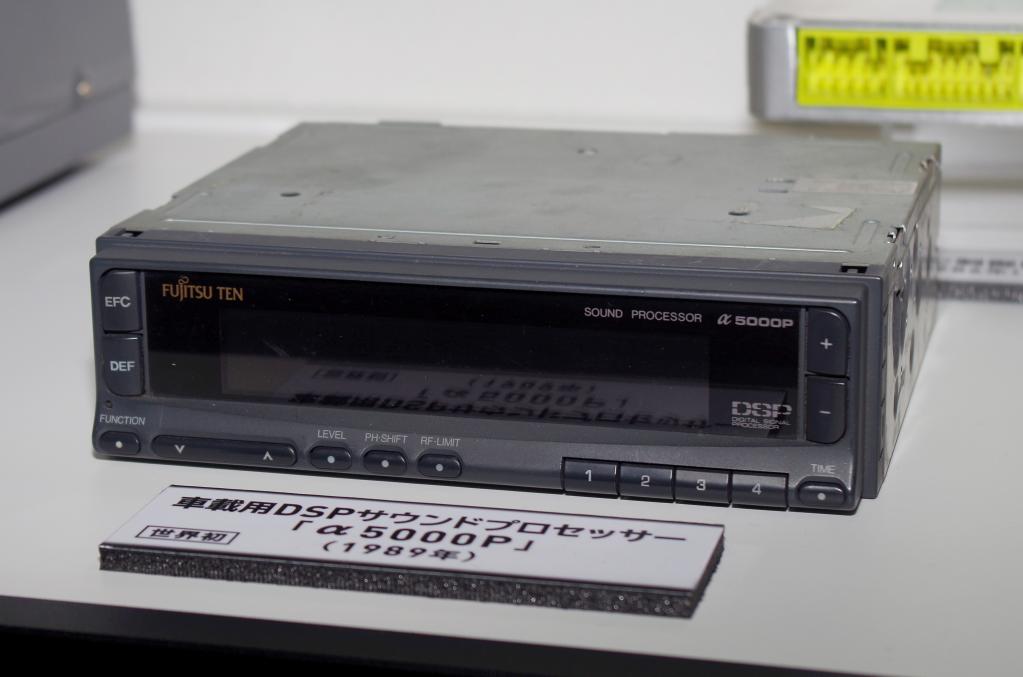 FUJITSU TEN
SOUND PROCESSOR α 5000P
EFC
DEF
+
-
DSP
DIGITAL SIGNAL
PROCESSOR
FUNCTION
LEVEL PH·SHIFT RF-LIMIT
TIME
1 2 3 4
車載用DSPサウンドプロセッサー
世界初 「α5000P」
(1989年)